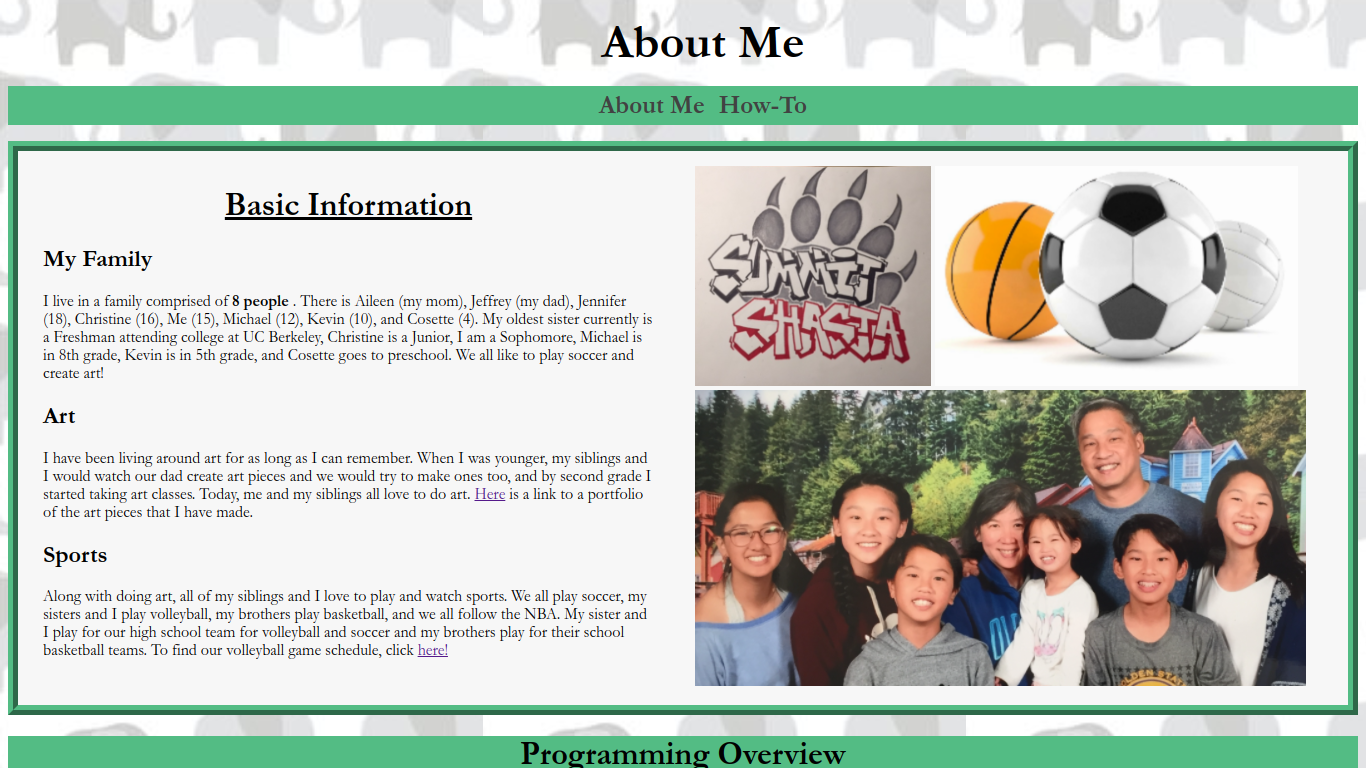 About Me
About Me How-To
Basic Information
My Family
I live in a family comprised of 8 people . There is Aileen (my mom), Jeffrey (my dad), Jennifer
(18), Christine (16), Me (15), Michael (12), Kevin (10), and Cosette (4). My oldest sister currently is
a Freshman attending college at UC Berkeley, Christine is a Junior, I am a Sophomore, Michael is
in 8th grade, Kevin is in 5th grade, and Cosette goes to preschool. We all like to play soccer and
create art!
Art
I have been living around art for as long as I can remember. When I was younger, my siblings and
I would watch our dad create art pieces and we would try to make ones too, and by second grade I
started taking art classes. Today, me and my siblings all love to do art. Here is a link to a portfolio
of the art pieces that I have made.
Sports
Along with doing art, all of my siblings and I love to play and watch sports. We all play soccer, my
sisters and I play volleyball, my brothers play basketball, and we all follow the NBA. My sister and
I play for our high school team for volleyball and soccer and my brothers play for their school
basketball teams. To find our volleyball game schedule, click here!
SUMMIT
SHASTA
Programming Overview